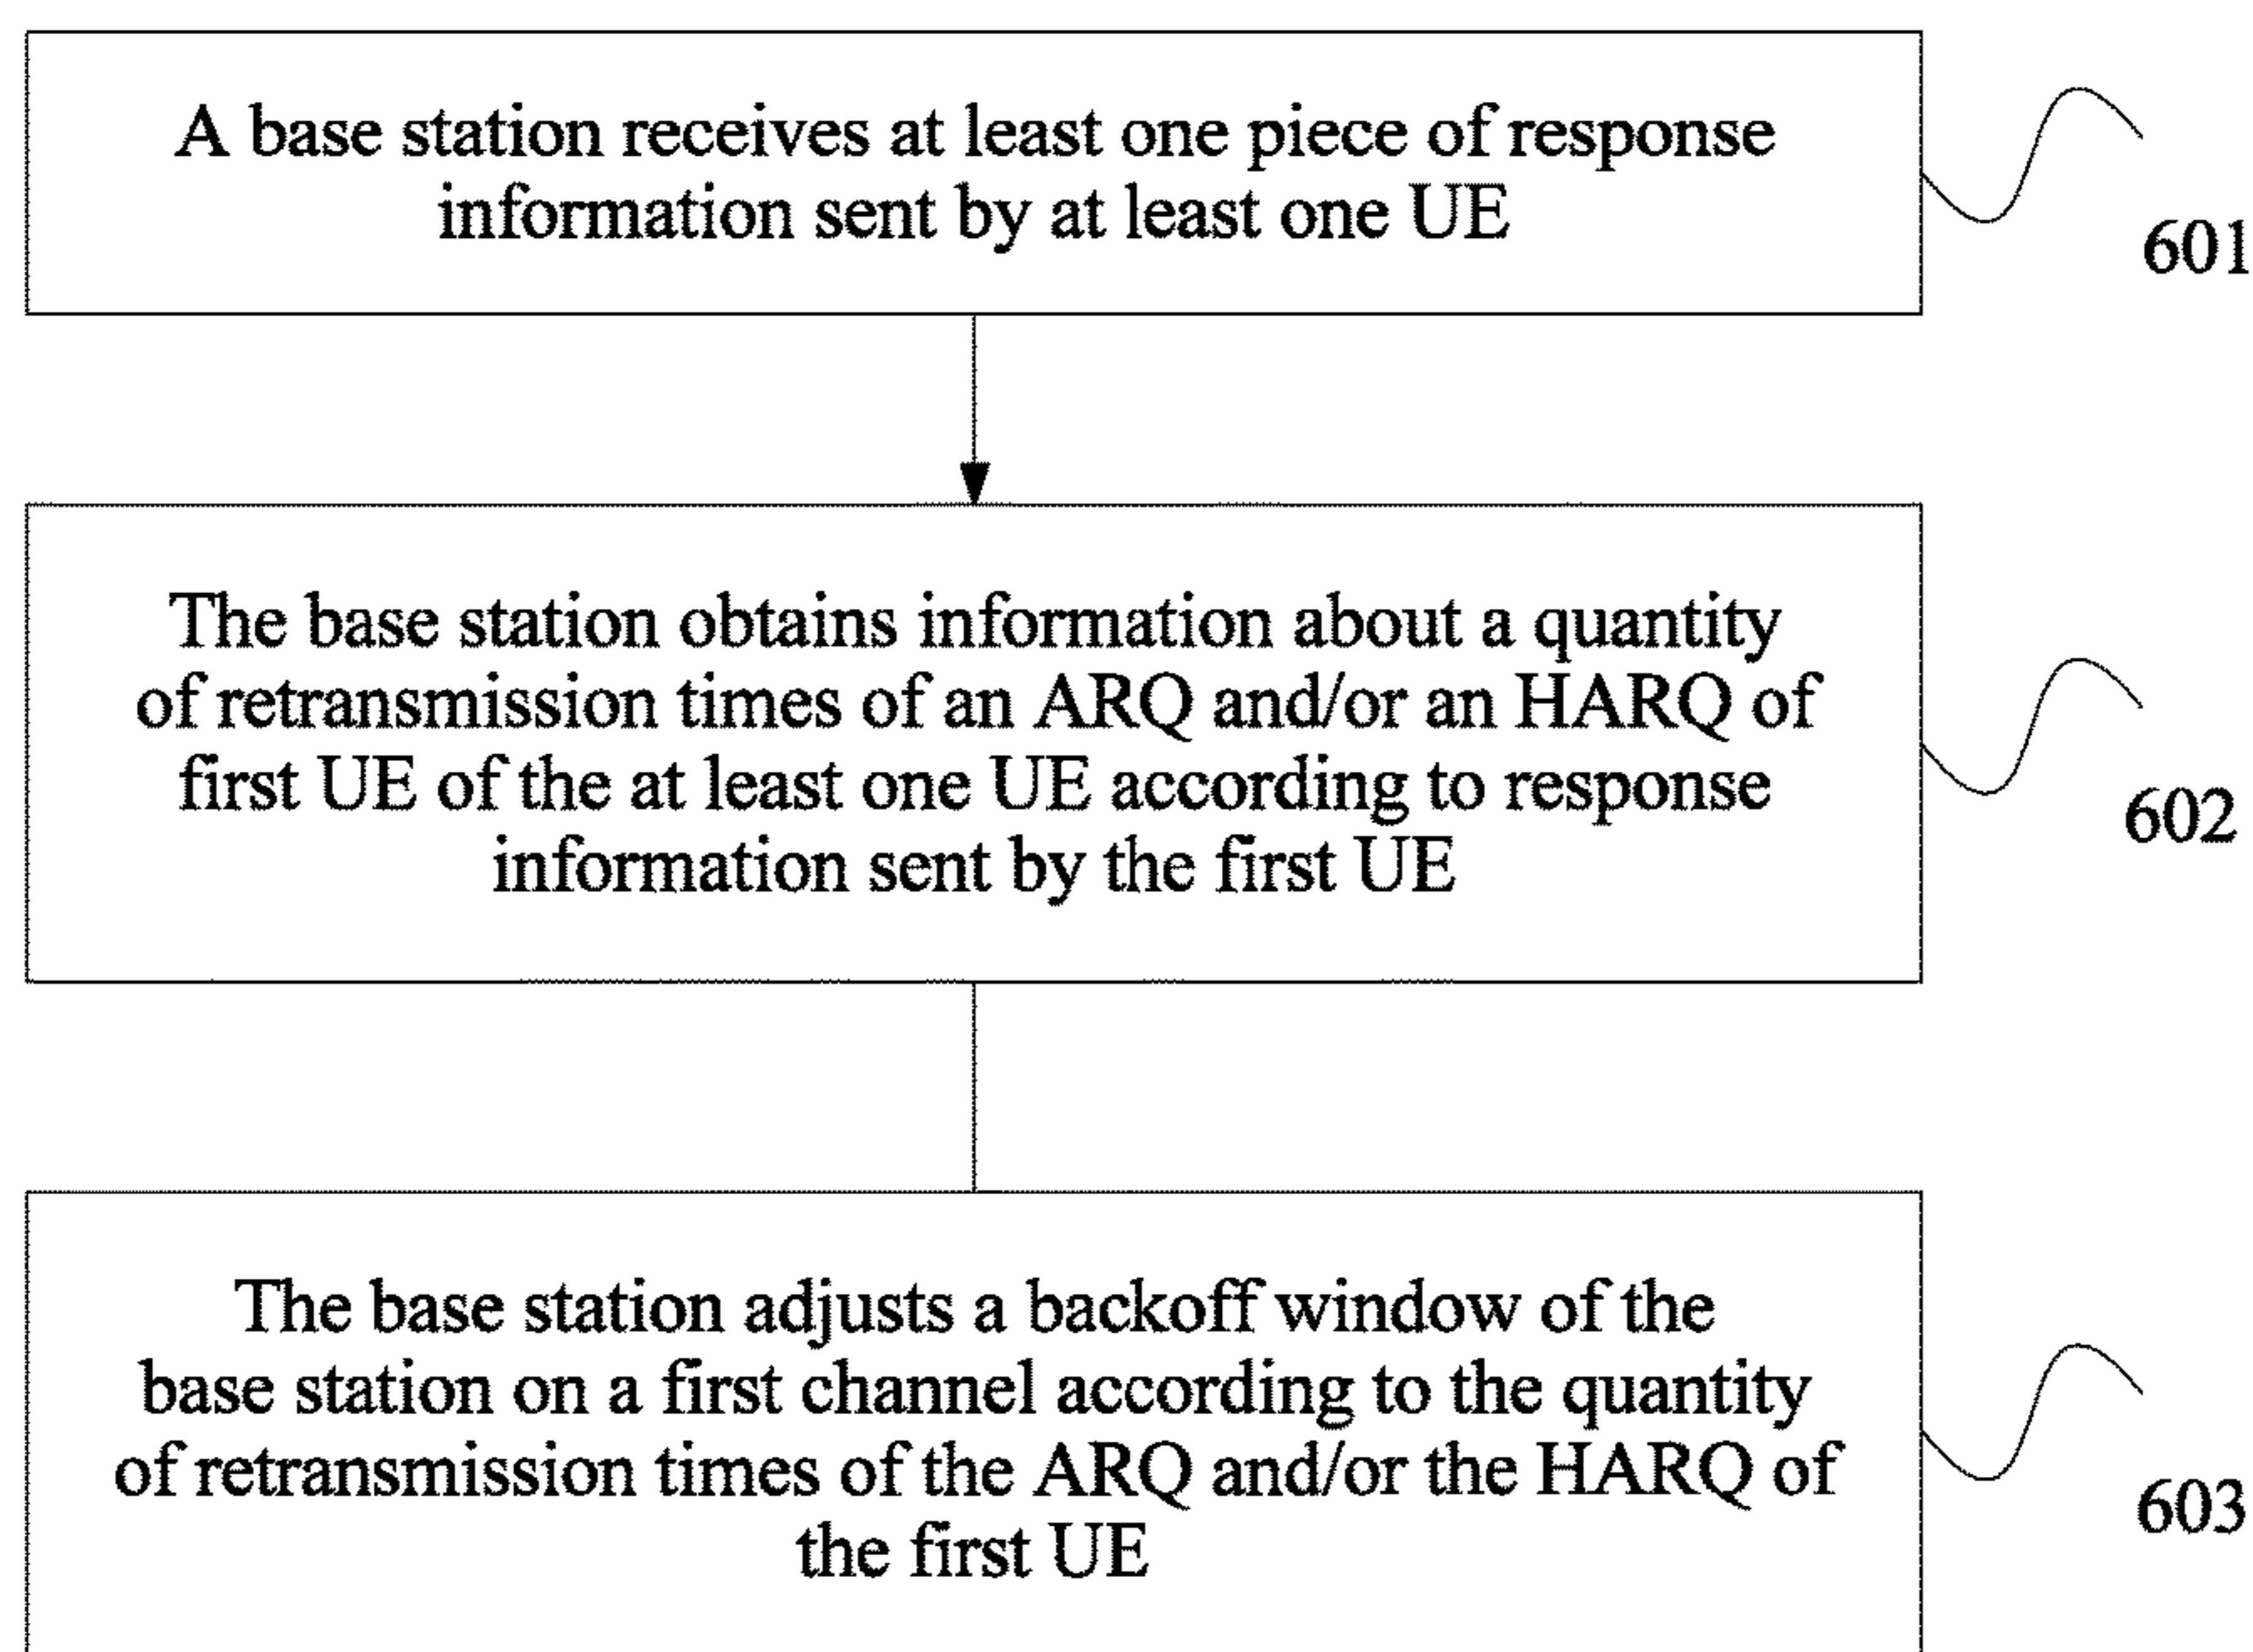 A base station receives at least one piece of response
information sent by at least one UE
601
The base station obtains information about a quantity
of retransmission times of an ARQ and/or an HARQ of
first UE of the at least one UE according to response
information sent by the first UE
602
The base station adjusts a backoff window of the
base station on a first channel according to the quantity
of retransmission times of the ARQ and/or the HARQ of
the first UE
603